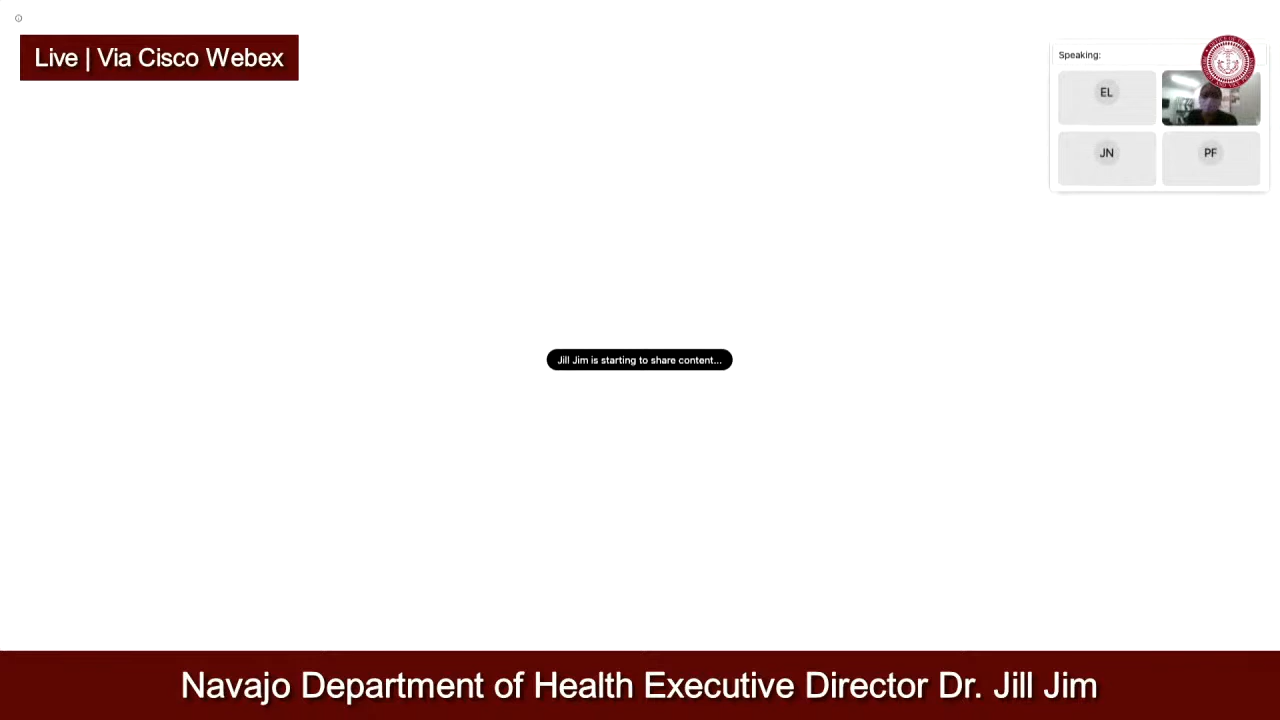 Live | Via Cisco Webex
Speaking:
EL
JN
PF
Jill Jim is starting to share content...
Navajo Department of Health Executive Director Dr. Jill Jim